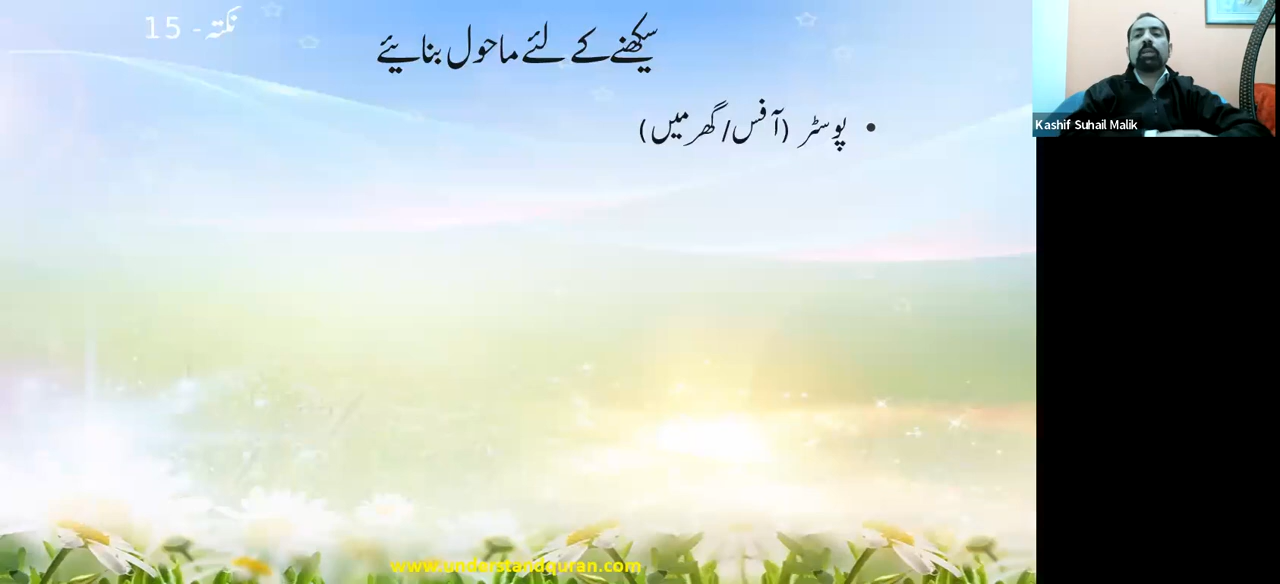 نکتہ - 15
سیکھنے کے لئے ماحول بنائیے
• پوسٹر (آفس/گھر میں)
Kashif Suhail Malik
www.understandquran.com